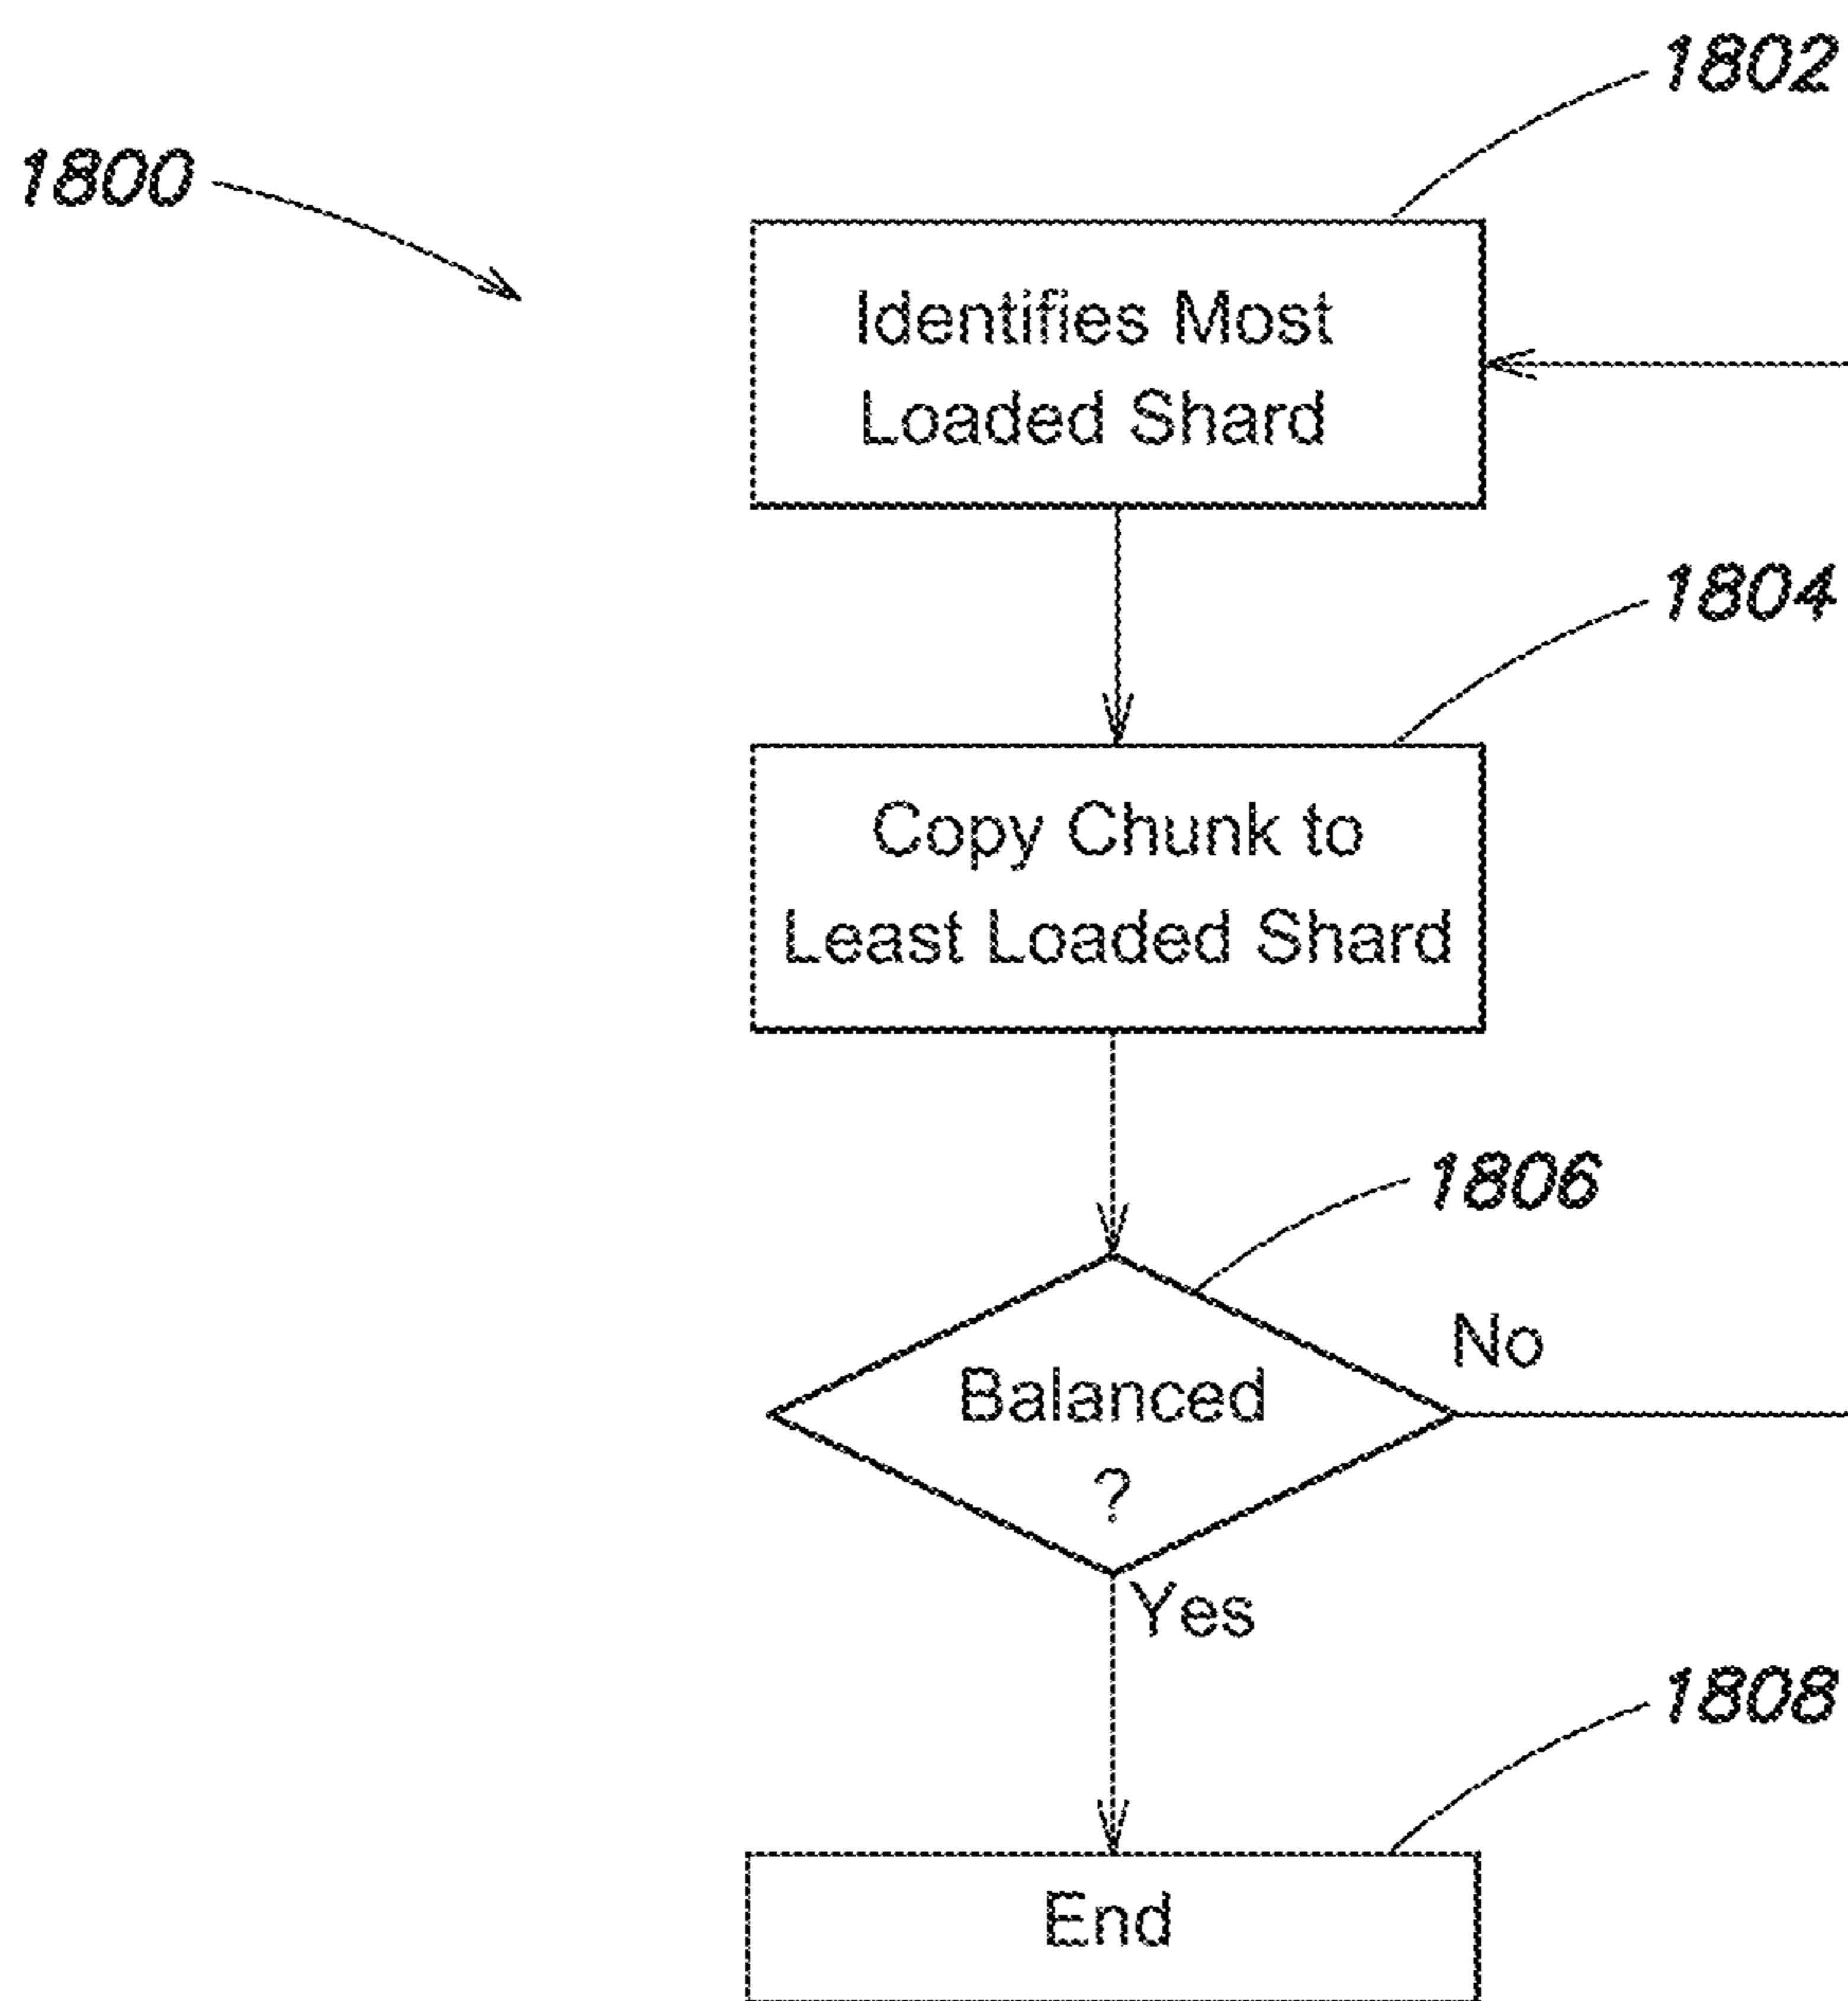 1802
1800
Identifies Most
Loaded Shard
1804
Copy Chunk to
Least Loaded Shard
1806
No
Balanced
?
Yes
1808
End